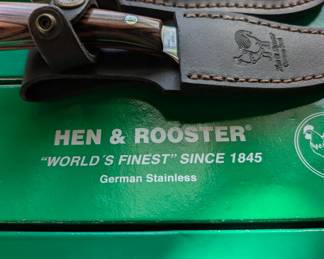 HEN & ROOSTER®
“WORLD´S FINEST” SINCE 1845
German Stainless